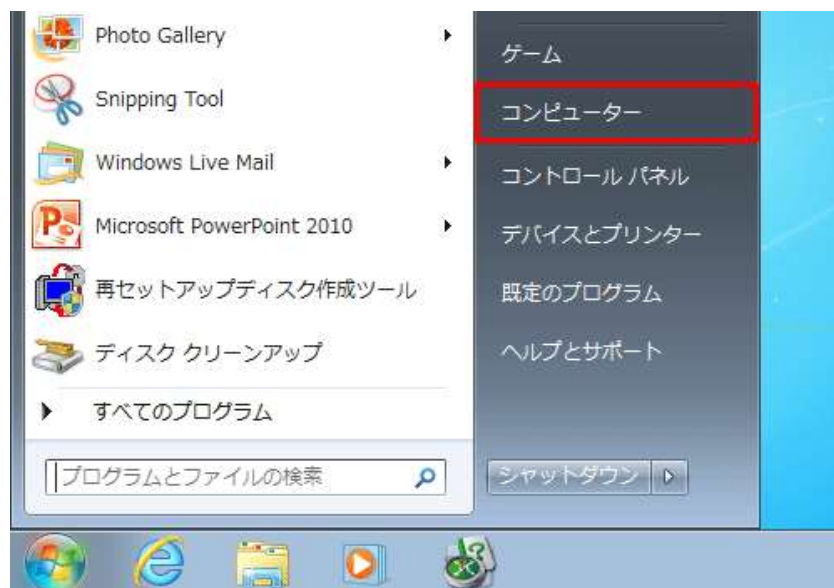 Photo Gallery
Snipping Tool
Windows Live Mail
Microsoft PowerPoint 2010
再セットアップディスク作成ツール
ディスク クリーンアップ
すべてのプログラム
プログラムとファイルの検索
ゲーム
コンピューター
コントロール パネル
デバイスとプリンター
既定のプログラム
ヘルプとサポート
シャットダウン